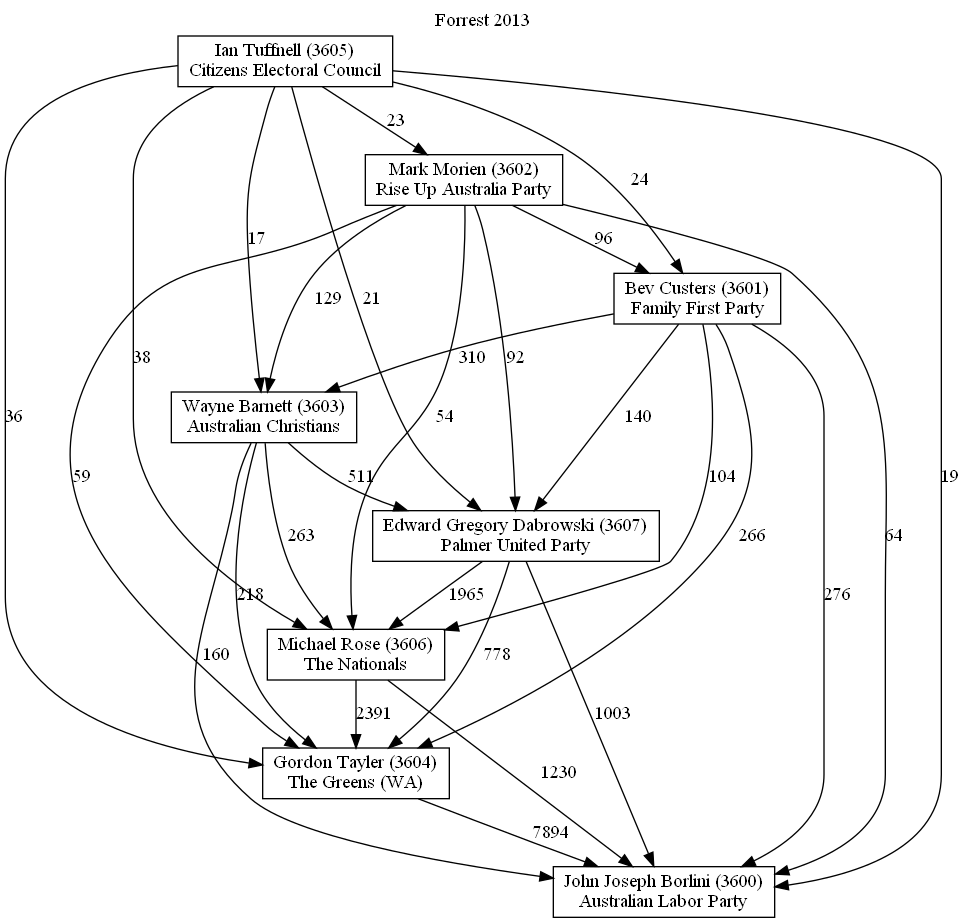 Forrest 2013
Ian Tuffnell (3605)
Citizens Electoral Council
23
Mark Morien (3602)
Rise Up Australia Party
24
17
96
Bev Custers (3601)
Family First Party
129
21
38
310
92
Wayne Barnett (3603)
Australian Christians
36
54
140
59
511
104
19
Edward Gregory Dabrowski (3607)
Palmer United Party
263
266
64
218
1965
276
Michael Rose (3606)
The Nationals
160
778
2391
1003
Gordon Tayler (3604)
The Greens (WA)
1230
7894
John Joseph Borlini (3600)
Australian Labor Party